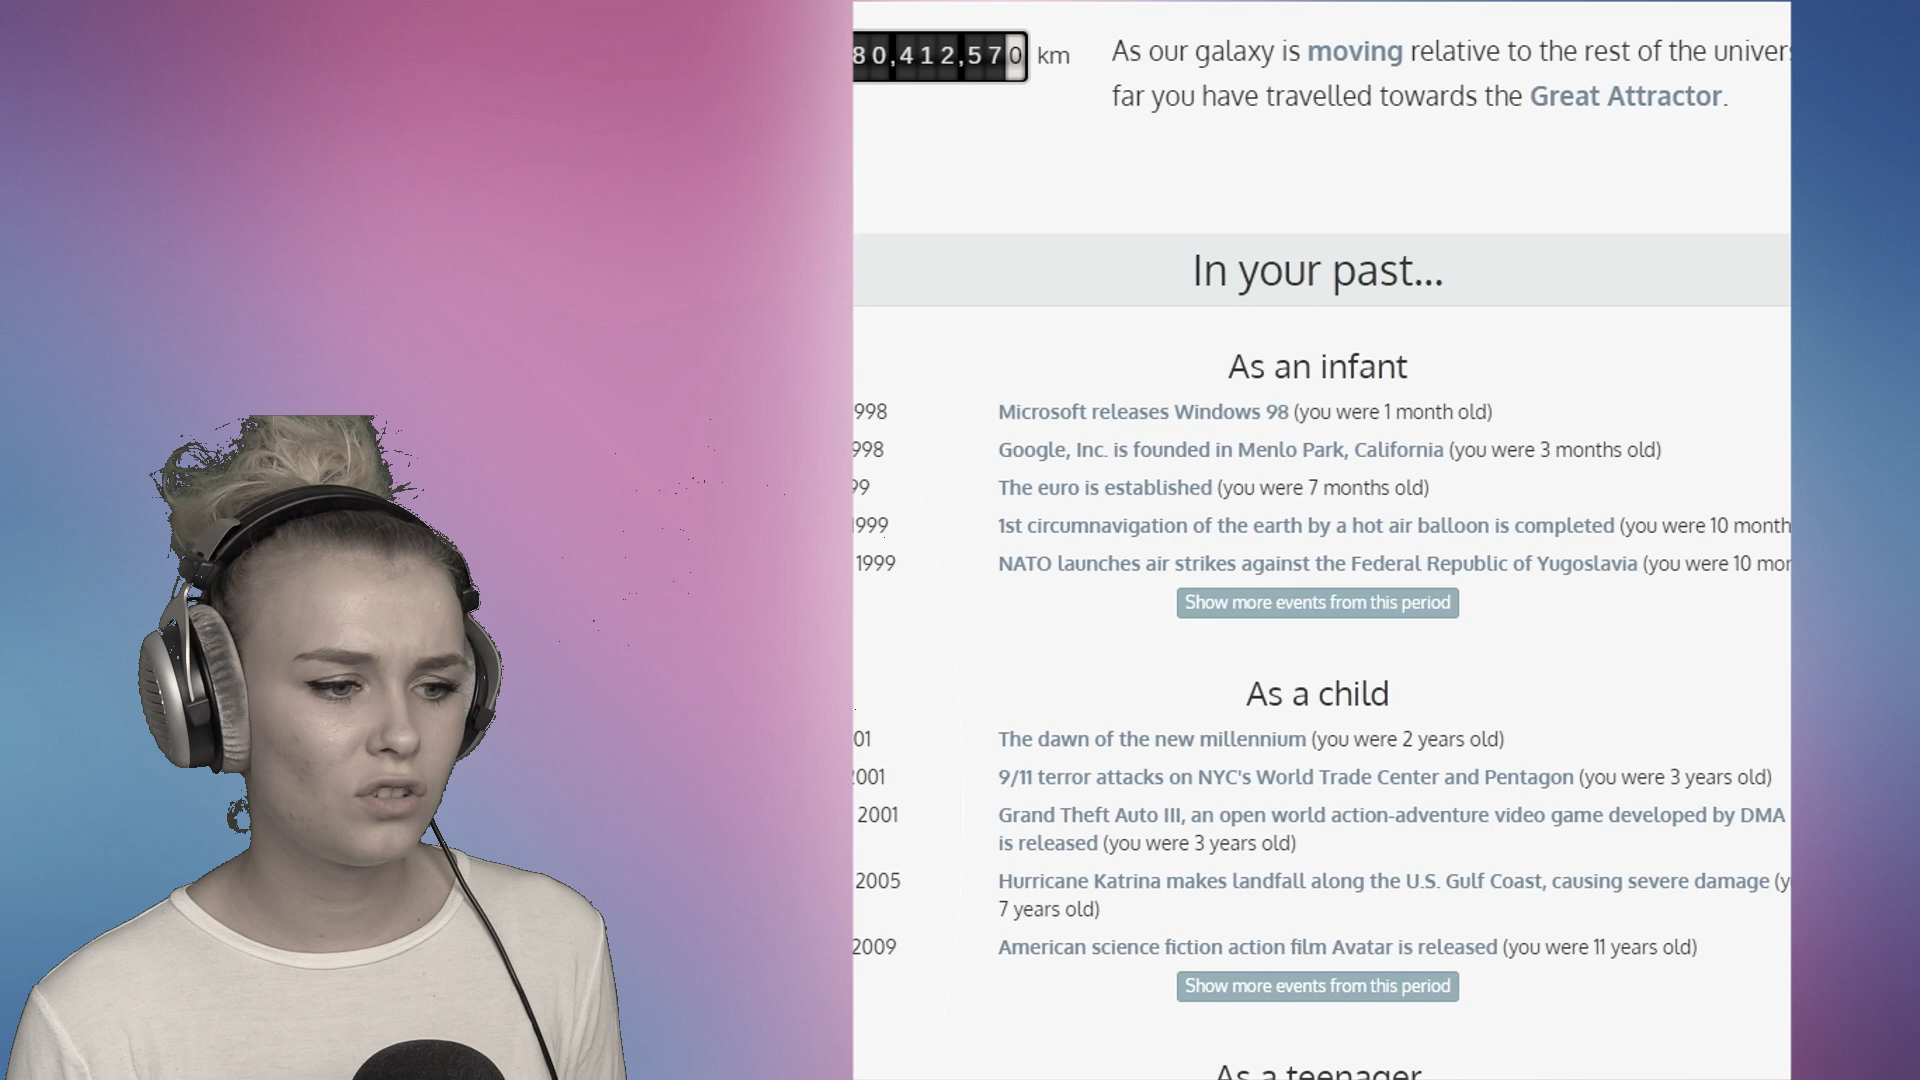 80,412,570 km
As our galaxy is moving relative to the rest of the univer
far you have travelled towards the Great Attractor.
In your past...
As an infant
998 Microsoft releases Windows 98 (you were 1 month old)
998 Google, Inc. is founded in Menlo Park, California (you were 3 months old)
99 The euro is established (you were 7 months old)
1999 1st circumnavigation of the earth by a hot air balloon is completed (you were 10 month
1999 NATO launches air strikes against the Federal Republic of Yugoslavia (you were 10 mor
Show more events from this period
As a child
01 The dawn of the new millennium (you were 2 years old)
2001 9/11 terror attacks on NYC's World Trade Center and Pentagon (you were 3 years old)
2001 Grand Theft Auto III, an open world action-adventure video game developed by DMA
is released (you were 3 years old)
2005 Hurricane Katrina makes landfall along the U.S. Gulf Coast, causing severe damage (y
7 years old)
2009 American science fiction action film Avatar is released (you were 11 years old)
Show more events from this period
As a teenager